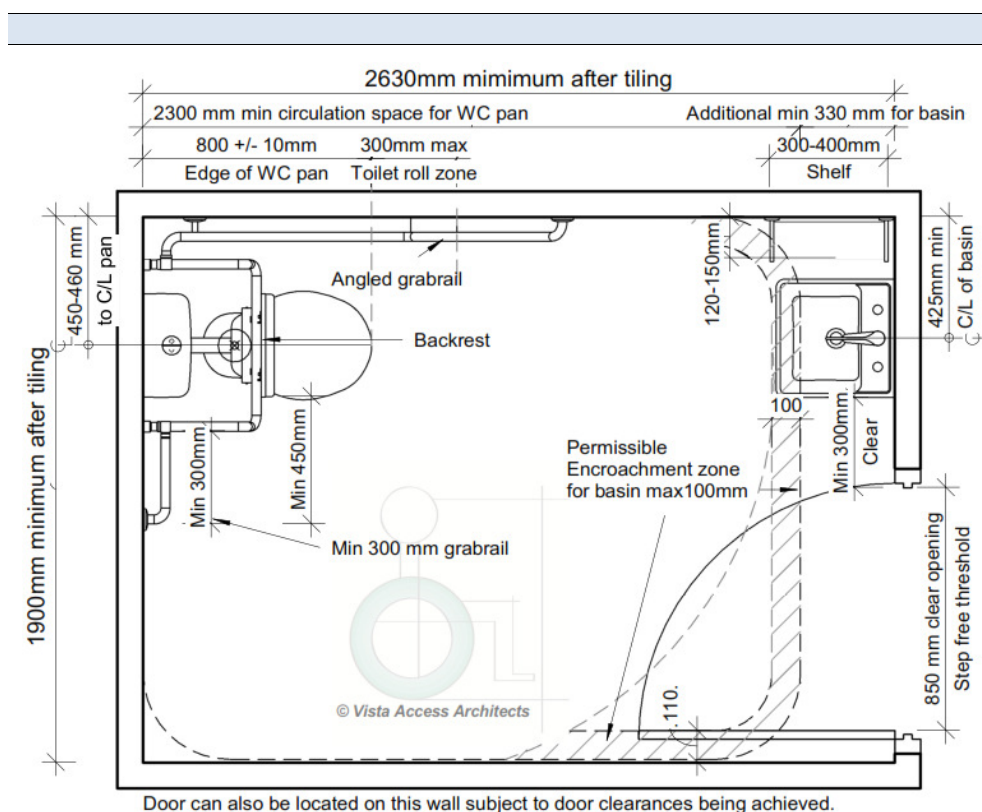 2630mm mimimum after tiling
2300 mm min circulation space for WC pan
Additional min 330 mm for basin
800 +/- 10mm
300mm max
300-400mm
Edge of WC pan
Toilet roll zone
Shelf
450-460 mm
to C/L pan
1900mm minimum after tiling
Angled grabrail
Backrest
120-150mm
425mm min
C/L of basin
100
Min 300mm.
Clear
Min 300mm
Min 450mm
Permissible
Encroachment zone
for basin max100mm
Min 300 mm grabrail
850 mm clear opening
Step free threshold
.110.
© Vista Access Architects
Door can also be located on this wall subject to door clearances being achieved.